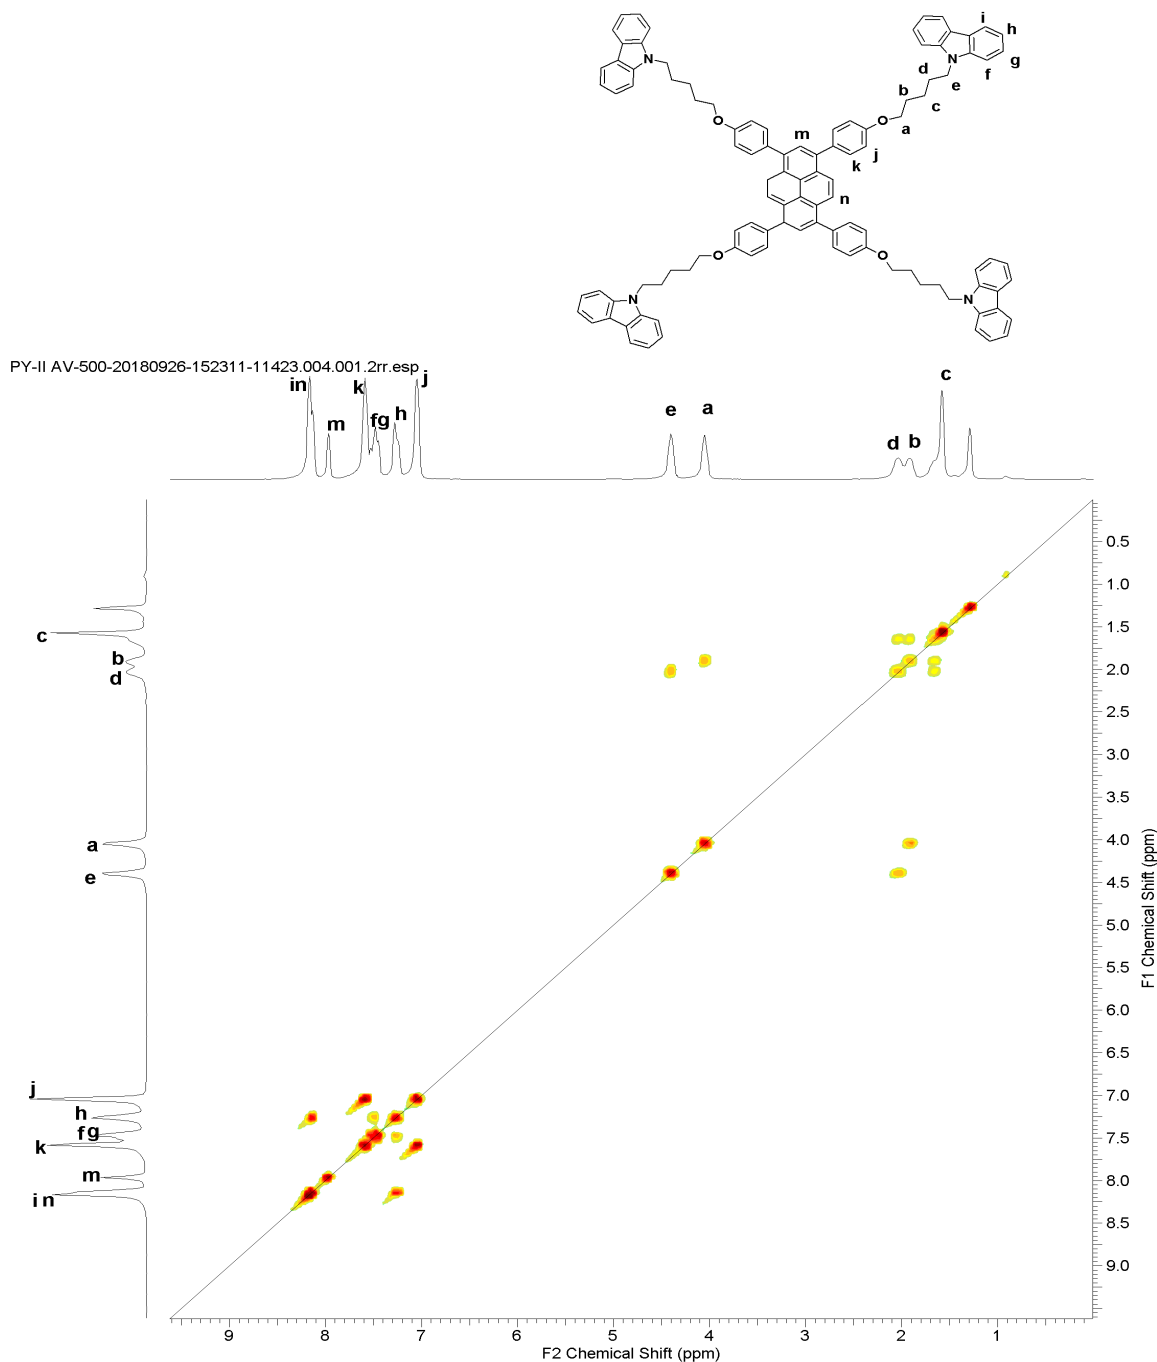 i
h
g
f
N
N
d
e
b
c
a
O
O
m
j
k
n
O
O
N
N
PY-II AV-500-20180926-152311-11423.004.001.2rr.esp
in
m
k
fg
h
j
e
a
d
b
c
c
b
d
a
e
j
h
fg
k
m
i n
0.5
1.0
1.5
2.0
2.5
3.0
3.5
4.0
4.5
5.0
5.5
6.0
6.5
7.0
7.5
8.0
8.5
9.0
F1 Chemical Shift (ppm)
9 8 7 6 5 4 3 2 1
F2 Chemical Shift (ppm)